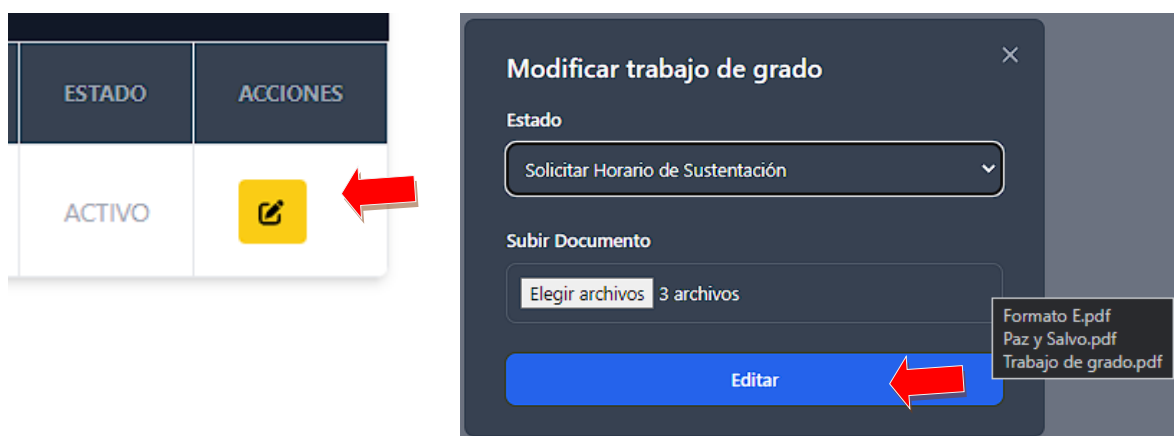 ESTADO
ACCIONES
ACTIVO
Modificar trabajo de grado
Estado
Solicitar Horario de Sustentación
Subir Documento
Elegir archivos 3 archivos
Formato E.pdf
Paz y Salvo.pdf
Trabajo de grado.pdf
Editar